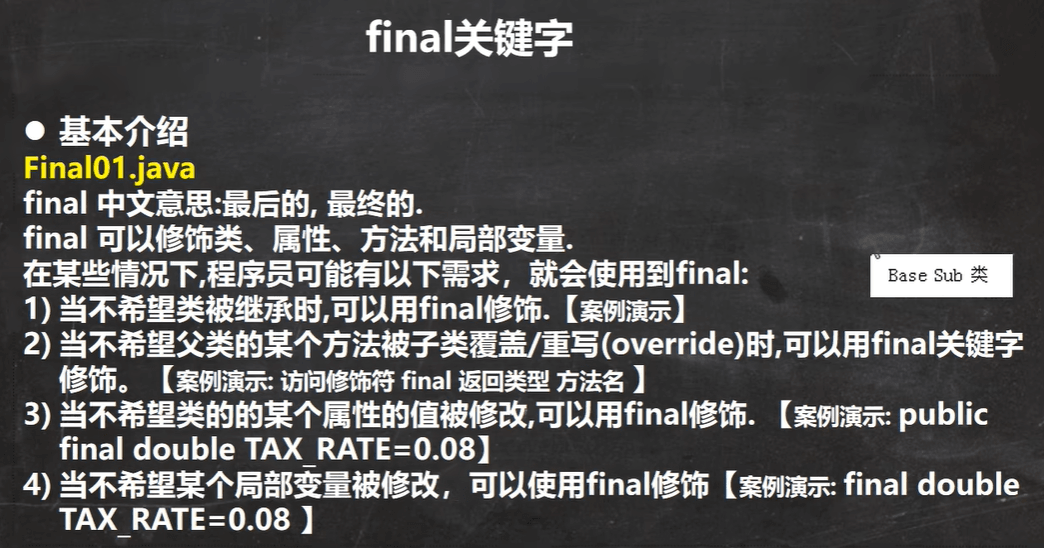 final关键字
● 基本介绍
Final01.java
final 中文意思:最后的, 最终的.
final 可以修饰类、属性、方法和局部变量.
在某些情况下,程序员可能有以下需求，就会使用到final:
Base Sub 类
1) 当不希望类被继承时,可以用final修饰.【案例演示】
2) 当不希望父类的某个方法被子类覆盖/重写(override)时,可以用final关键字
修饰。【案例演示: 访问修饰符 final 返回类型 方法名 】
3) 当不希望类的的某个属性的值被修改,可以用final修饰. 【案例演示: public
final double TAX_RATE=0.08】
4) 当不希望某个局部变量被修改，可以使用final修饰【案例演示: final double
TAX_RATE=0.08 】